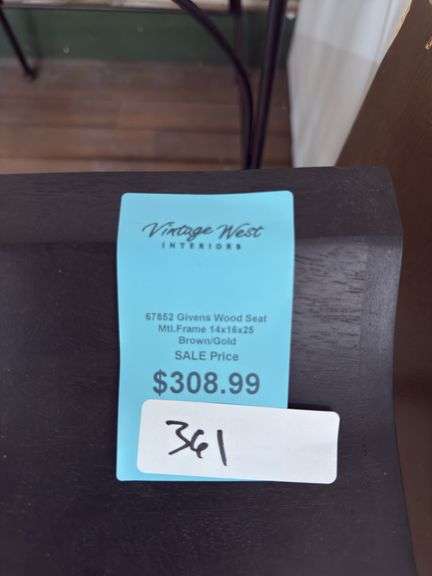 Vintage West
INTERIORS
67852 Givens Wood Seat
Mtl.Frame 14x16x25
Brown/Gold
SALE Price
$308.99
361